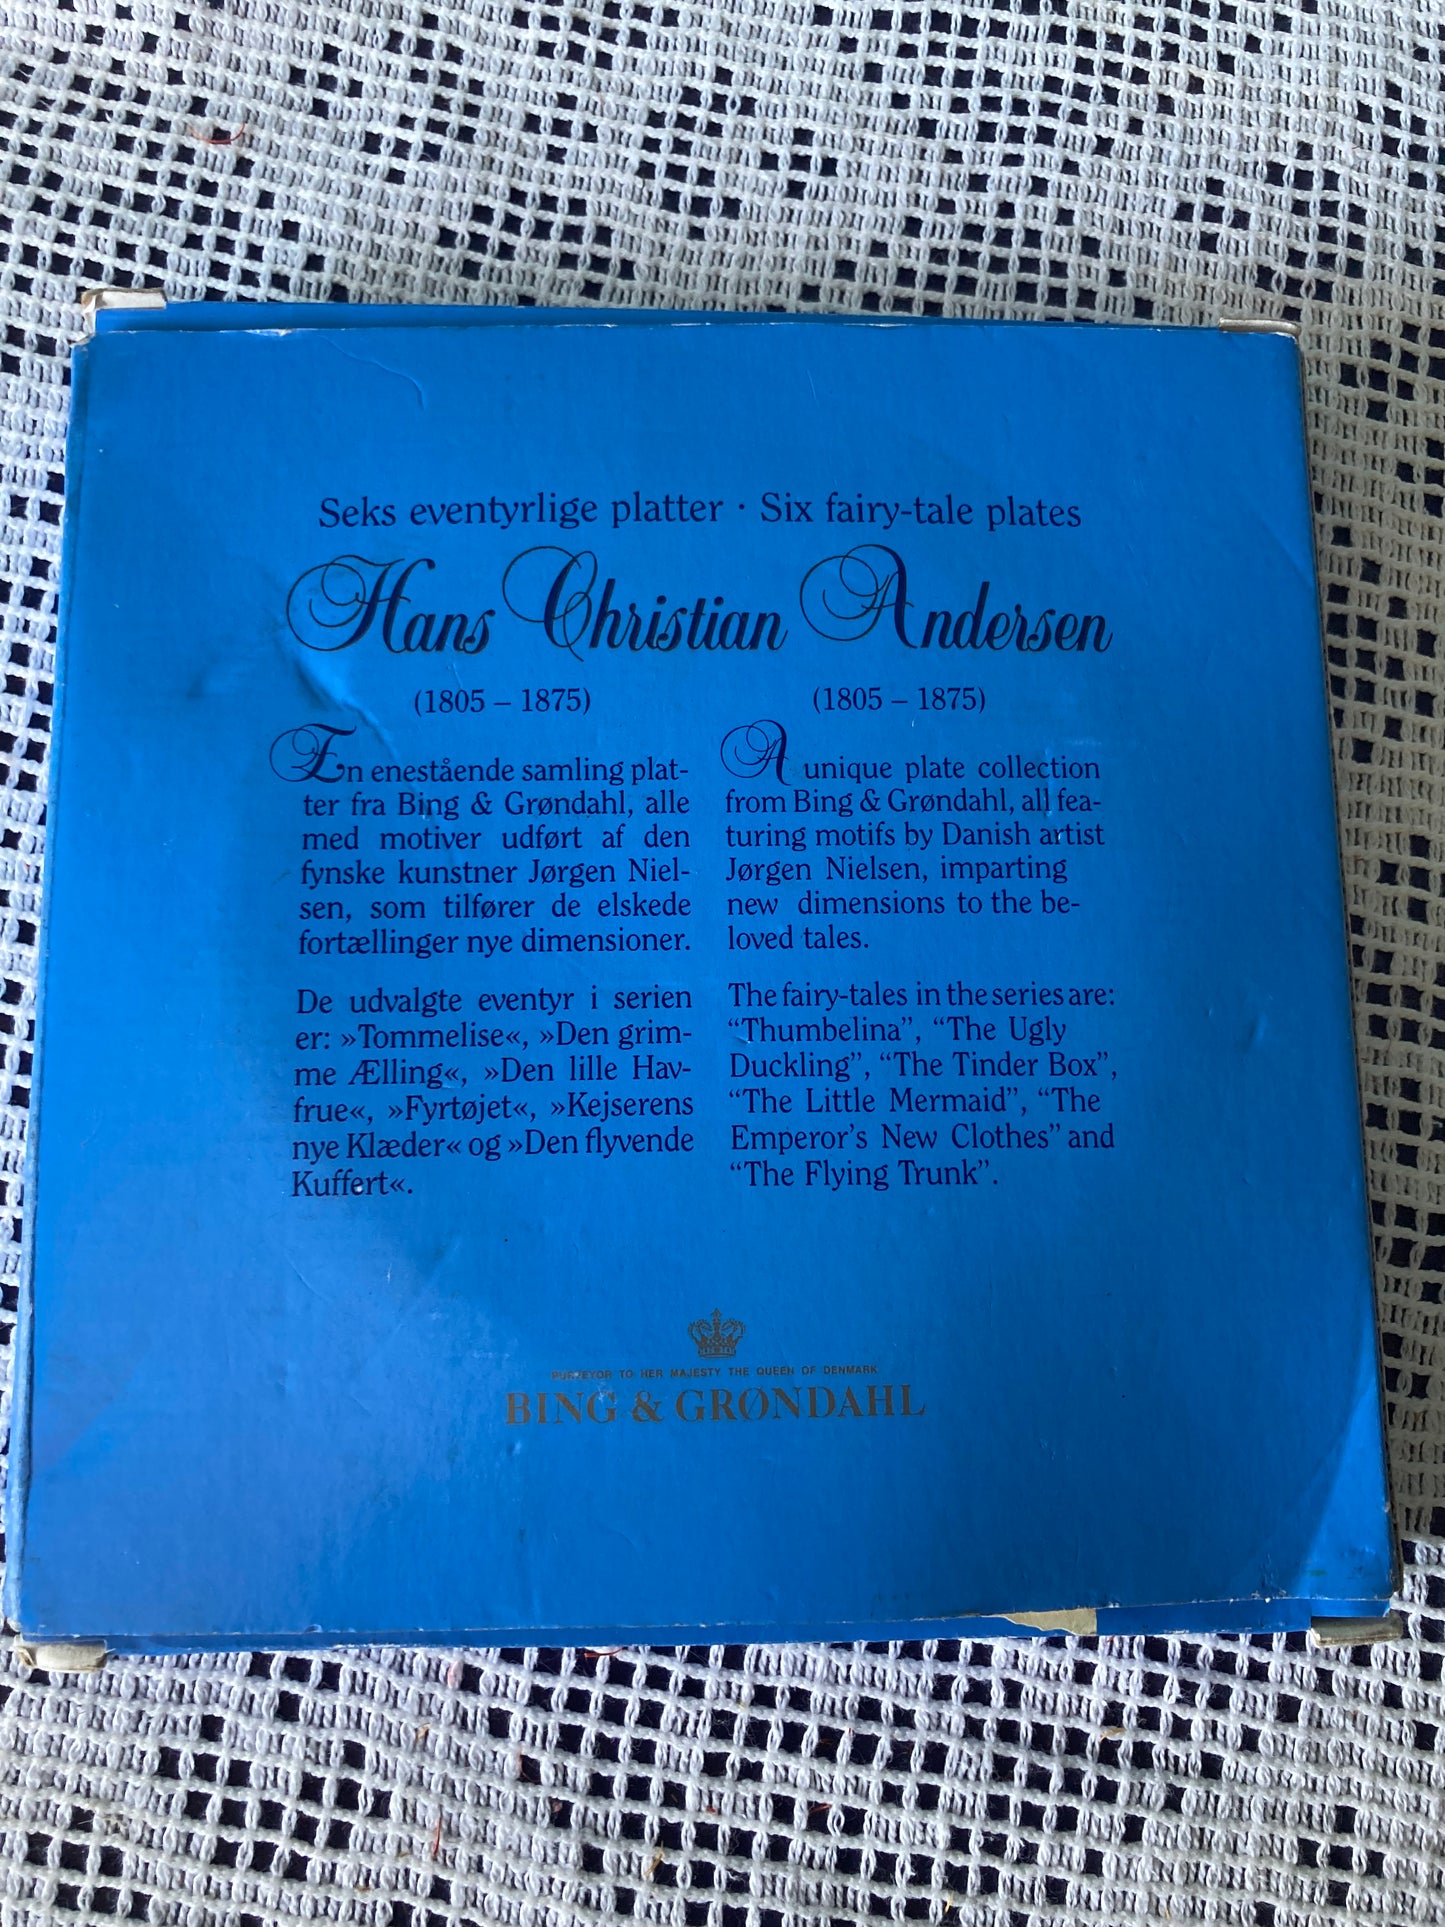 Seks eventyrlige platter · Six fairy-tale plates
Hans Christian Andersen
(1805 – 1875)
En enestående samling plat-
ter fra Bing & Grøndahl, alle
med motiver udført af den
fynske kunstner Jørgen Niel-
sen, som tilfører de elskede
fortællinger nye dimensioner.
De udvalgte eventyr i serien
er: »Tommelise«, »Den grim-
me Ælling«, »Den lille Hav-
frue«, »Fyrtøjet«, »Kejserens
nye Klæder« og »Den flyvende
Kuffert«.
(1805 – 1875)
A unique plate collection
from Bing & Grøndahl, all fea-
turing motifs by Danish artist
Jørgen Nielsen, imparting
new dimensions to the be-
loved tales.
The fairy-tales in the series are:
“Thumbelina”, “The Ugly
Duckling”, “The Tinder Box”,
“The Little Mermaid”, “The
Emperor’s New Clothes” and
“The Flying Trunk”.
PURVEYOR TO HER MAJESTY THE QUEEN OF DENMARK
BING & GRØNDAHL